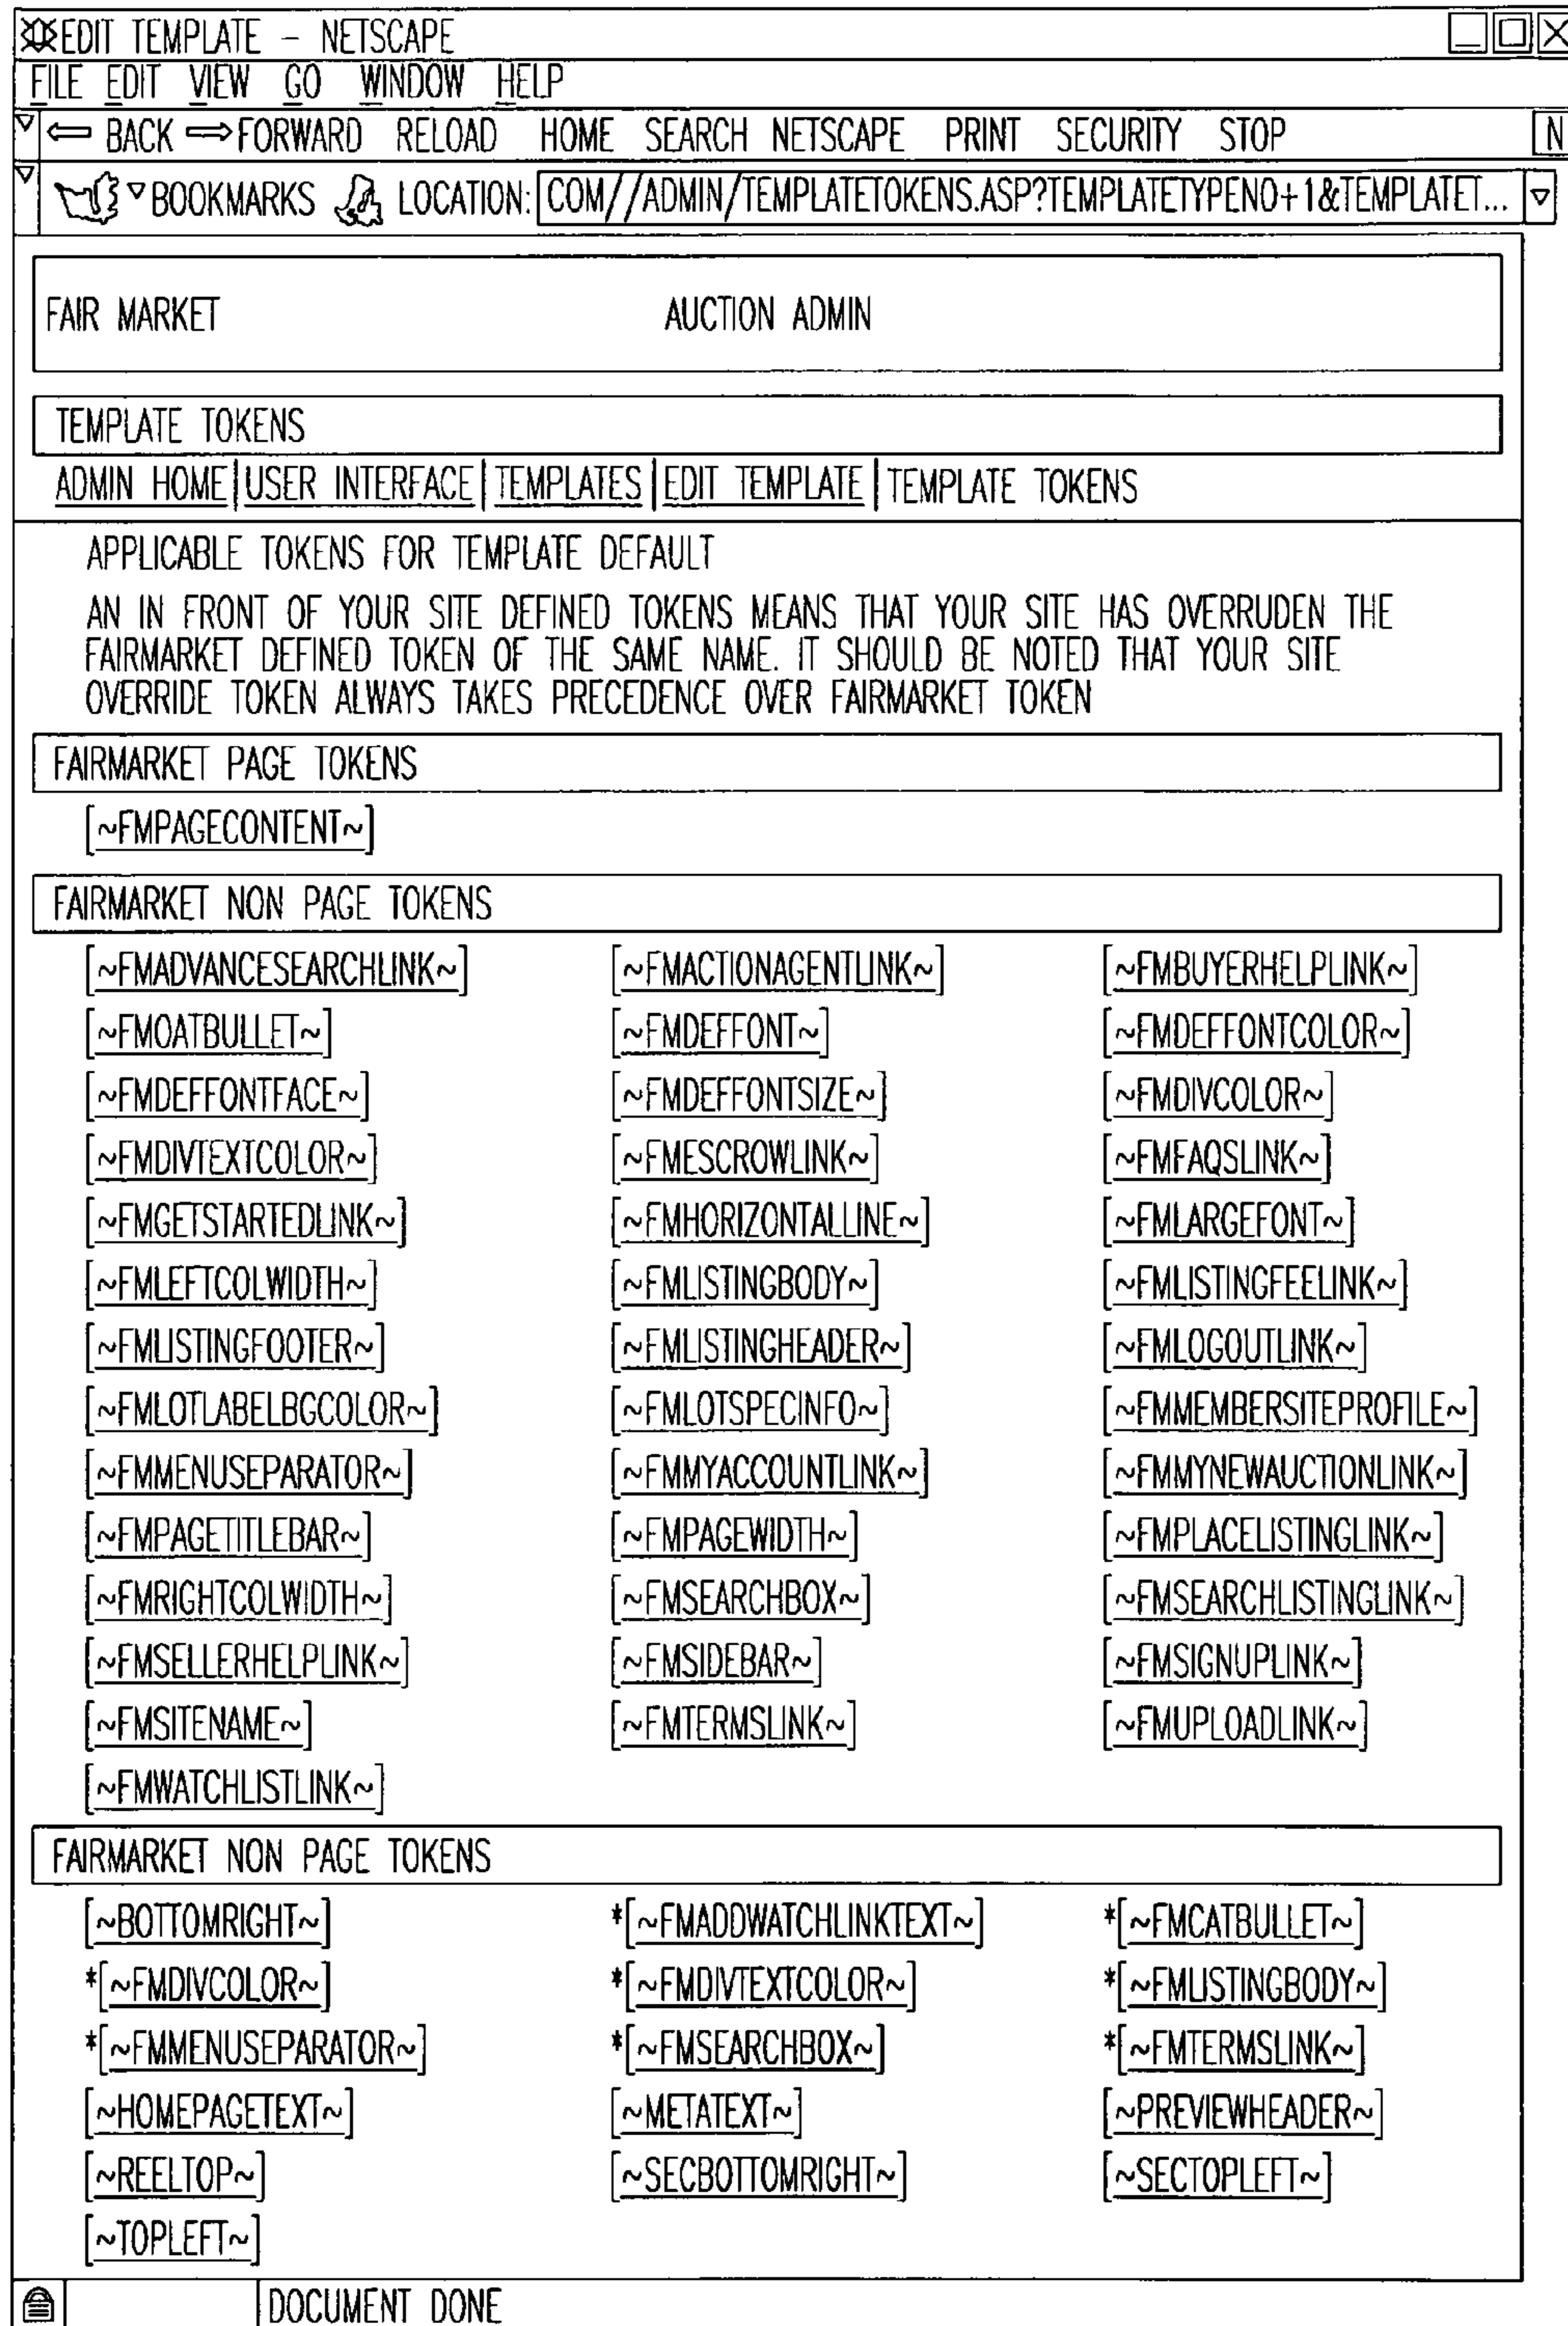 EDIT TEMPLATE – NETSCAPE
FILE EDIT VIEW GO WINDOW HELP
BACK FORWARD RELOAD HOME SEARCH NETSCAPE PRINT SECURITY STOP N
BOOKMARKS LOCATION: COM//ADMIN/TEMPLATETOKENS.ASP?TEMPLATETYPENO+1&TEMPLATET...
FAIR MARKET AUCTION ADMIN
TEMPLATE TOKENS
ADMIN HOME|USER INTERFACE|TEMPLATES|EDIT TEMPLATE|TEMPLATE TOKENS
APPLICABLE TOKENS FOR TEMPLATE DEFAULT
AN IN FRONT OF YOUR SITE DEFINED TOKENS MEANS THAT YOUR SITE HAS OVERRUDEN THE
FAIRMARKET DEFINED TOKEN OF THE SAME NAME. IT SHOULD BE NOTED THAT YOUR SITE
OVERRIDE TOKEN ALWAYS TAKES PRECEDENCE OVER FAIRMARKET TOKEN
FAIRMARKET PAGE TOKENS
[~FMPAGECONTENT~]
FAIRMARKET NON PAGE TOKENS
[~FMADVANCESEARCHLINK~] [~FMACTIONAGENTLINK~] [~FMBUYERHELPLINK~]
[~FMOATBULLET~] [~FMDEFFONT~] [~FMDEFFONTCOLOR~]
[~FMDEFFONTFACE~] [~FMDEFFONTSIZE~] [~FMDIVCOLOR~]
[~FMDIVTEXTCOLOR~] [~FMESCROWLINK~] [~FMFAQSLINK~]
[~FMGETSTARTEDLINK~] [~FMHORIZONTALLINE~] [~FMLARGEFONT~]
[~FMLEFTCOLWIDTH~] [~FMLISTINGBODY~] [~FMLISTINGFEELINK~]
[~FMLISTINGFOOTER~] [~FMLISTINGHEADER~] [~FMLOGOUTLINK~]
[~FMLOTLABELBGCOLOR~] [~FMLOTSPECINFO~] [~FMMEMBERSITEPROFILE~]
[~FMMENUSEPARATOR~] [~FMMYACCOUNTLINK~] [~FMMYNEWAUCTIONLINK~]
[~FMPAGETITLEBAR~] [~FMPAGEWIDTH~] [~FMPLACELISTINGLINK~]
[~FMRIGHTCOLWIDTH~] [~FMSEARCHBOX~] [~FMSEARCHLISTINGLINK~]
[~FMSELLERHELPLINK~] [~FMSIDEBAR~] [~FMSIGNUPLINK~]
[~FMSITENAME~] [~FMTERMSLINK~] [~FMUPLOADLINK~]
[~FMWATCHLISTLINK~]
FAIRMARKET NON PAGE TOKENS
[~BOTTOMRIGHT~] *[~FMADDWATCHLINKTEXT~] *[~FMCATBULLET~]
*[~FMDIVCOLOR~] *[~FMDIVTEXTCOLOR~] *[~FMLISTINGBODY~]
*[~FMMENUSEPARATOR~] *[~FMSEARCHBOX~] *[~FMTERMSLINK~]
[~HOMEPAGETEXT~] [~METATEXT~] [~PREVIEWHEADER~]
[~REELTOP~] [~SECBOTTOMRIGHT~] [~SECTOPLEFT~]
[~TOPLEFT~]
DOCUMENT DONE